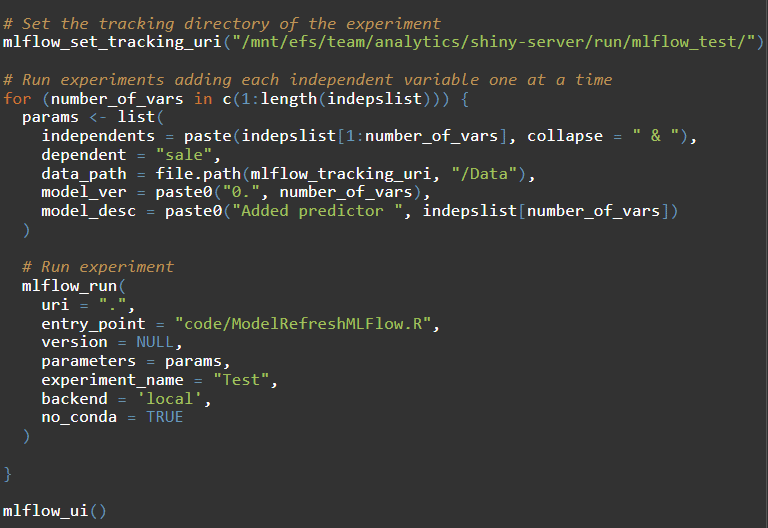 # Set the tracking directory of the experiment
mlflow_set_tracking_uri("/mnt/efs/team/analytics/shiny-server/run/mlflow_test/")
# Run experiments adding each independent variable one at a time
for (number_of_vars in c(1:length(indepslist))) {
  params <- list(
    independents = paste(indepslist[1:number_of_vars], collapse = " & "),
    dependent = "sale",
    data_path = file.path(mlflow_tracking_uri, "/Data"),
    model_ver = paste0("0.", number_of_vars),
    model_desc = paste0("Added predictor ", indepslist[number_of_vars])
  )
  # Run experiment
  mlflow_run(
    uri = ".",
    entry_point = "code/ModelRefreshMLFlow.R",
    version = NULL,
    parameters = params,
    experiment_name = "Test",
    backend = 'local',
    no_conda = TRUE
  )
}
mlflow_ui()